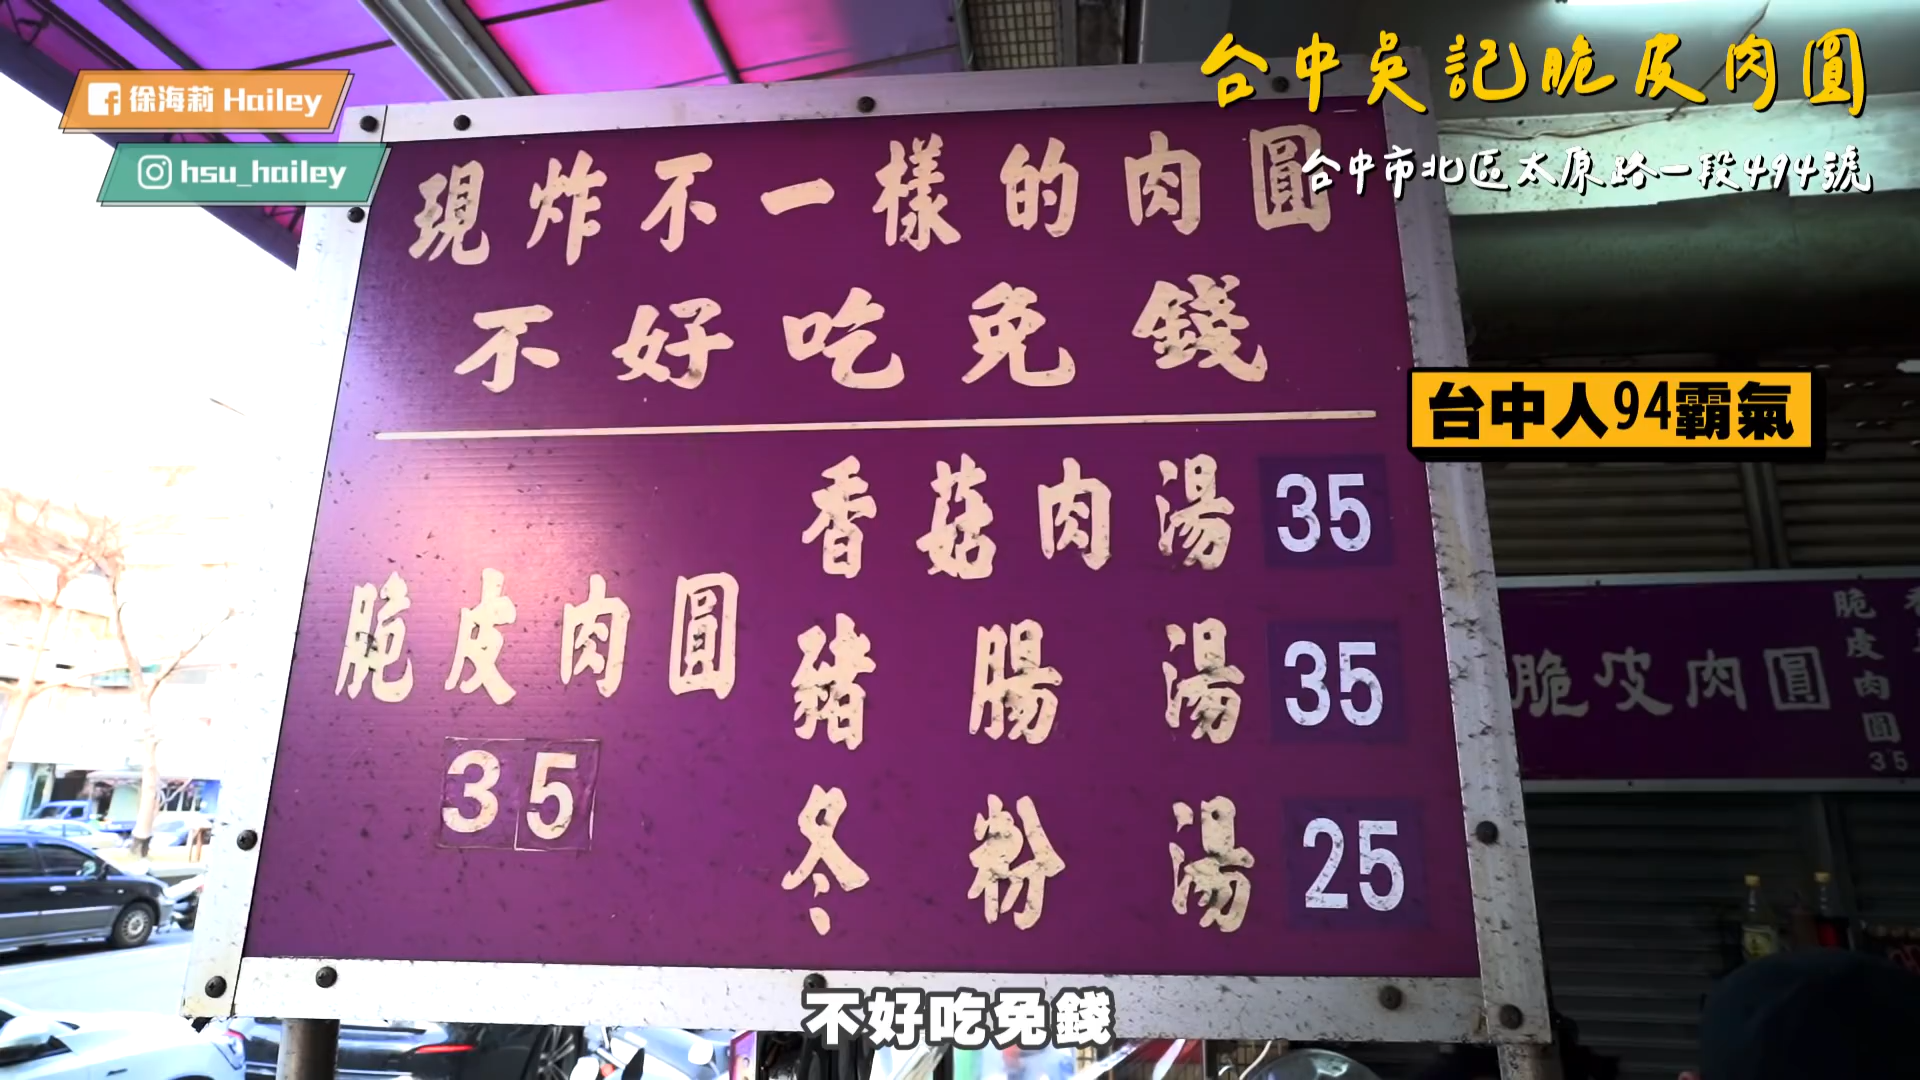 徐海莉 Hailey
hsu_hailey
台中吳記脆皮肉圓
台中市北區太原路一段494號
現炸不一樣的肉圓
不好吃免錢
台中人94霸氣
脆皮肉圓
35
香菇肉湯 35
豬腸湯 35
冬粉湯 25
脆皮肉圓
脆皮肉圓 35
不好吃免錢